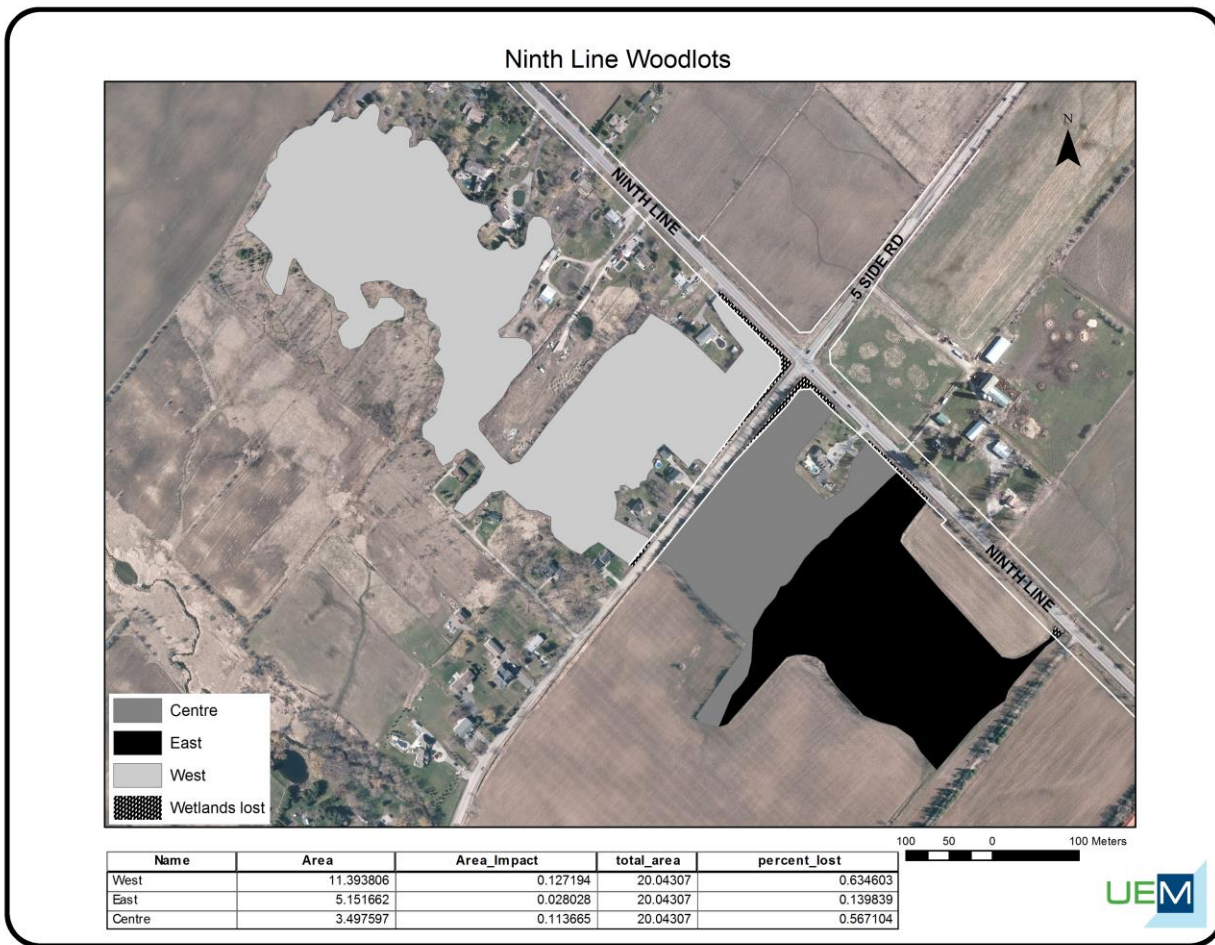 Ninth Line Woodlots
N
NINTH LINE
5 SIDE RD
NINTH LINE
Centre
East
West
Wetlands lost
100 50 0 100 Meters
Name Area Area_Impact total_area percent_lost
West 11.393806 0.127194 20.04307 0.634603
East 5.151662 0.028028 20.04307 0.139839
Centre 3.497597 0.113665 20.04307 0.567104
UEM